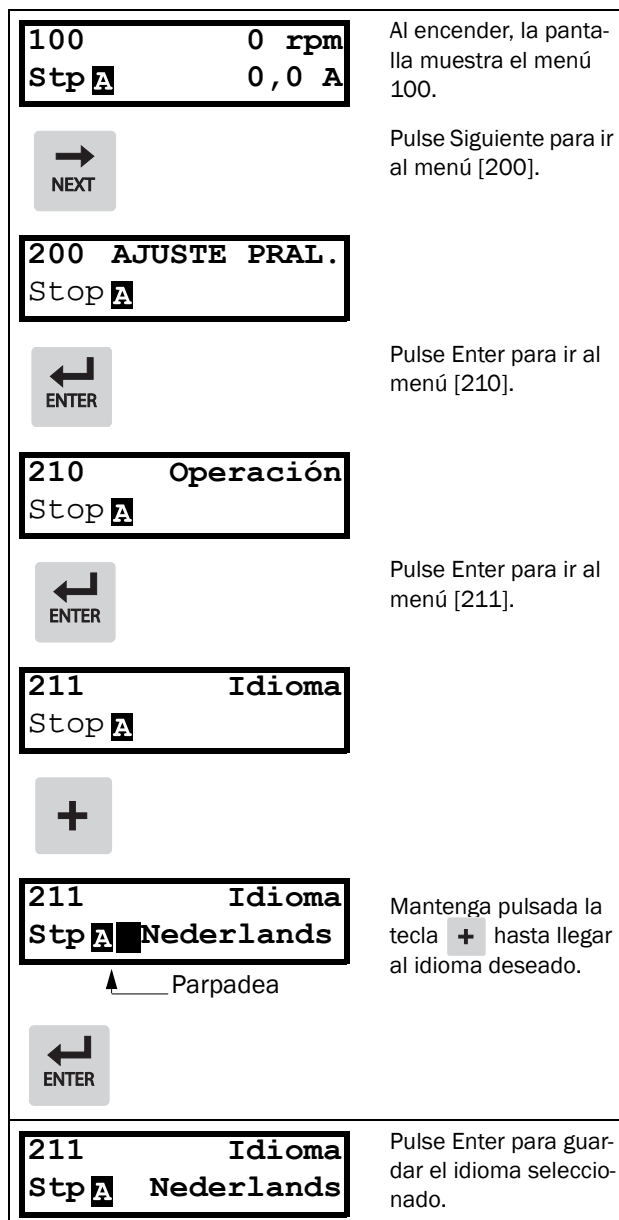 100 0 rpm
Stp A 0,0 A
Al encender, la panta-
lla muestra el menú
100.
NEXT
Pulse Siguiente para ir
al menú [200].
200 AJUSTE PRAL.
Stop A
ENTER
Pulse Enter para ir al
menú [210].
210 Operación
Stop A
ENTER
Pulse Enter para ir al
menú [211].
211 Idioma
Stop A
+
211 Idioma
Stp A Nederlands
Parpadea
Mantenga pulsada la
tecla + hasta llegar
al idioma deseado.
ENTER
211 Idioma
Stp A Nederlands
Pulse Enter para guar-
dar el idioma seleccio-
nado.